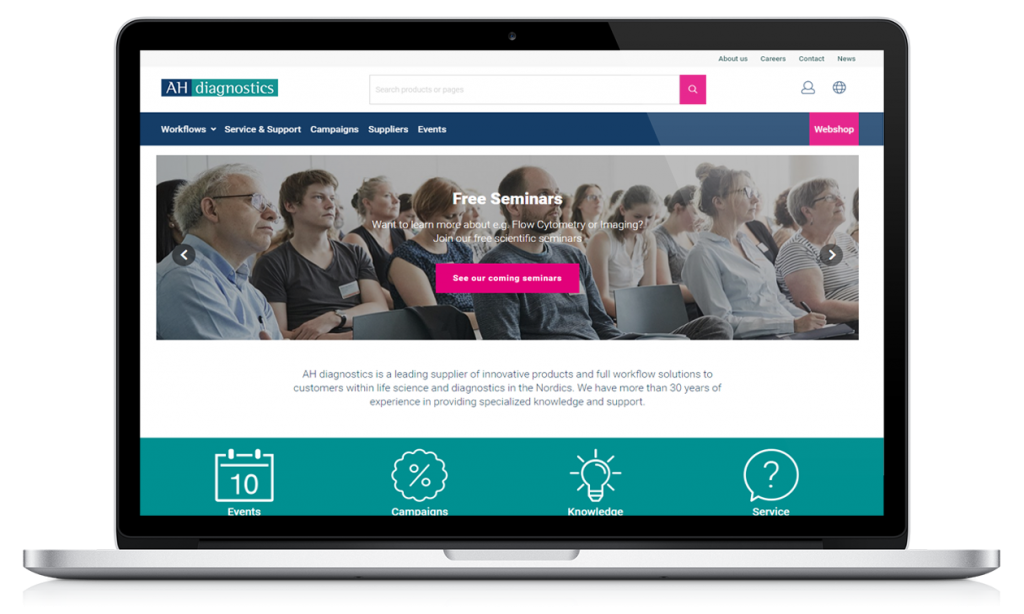 About us Careers Contact News
AH diagnostics
Search products or pages
Workflows Service & Support Campaigns Suppliers Events Webshop
Free Seminars
Want to learn more about e.g. Flow Cytometry or Imaging?
Join our free scientific seminars
See our coming seminars
AH diagnostics is a leading supplier of innovative products and full workflow solutions to
customers within life science and diagnostics in the Nordics. We have more than 30 years of
experience in providing specialized knowledge and support.
10 % ?
Events Campaigns Knowledge Service